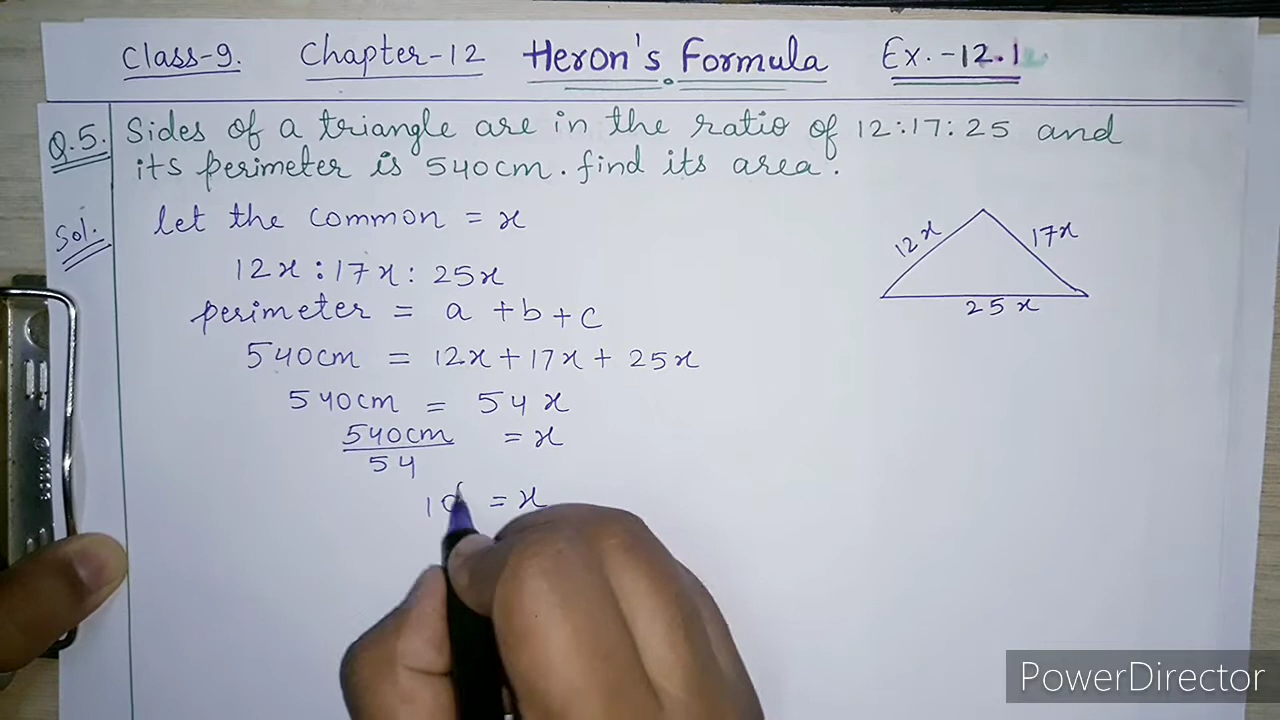 Class-9. Chapter-12 Heron's Formula Ex.-12.1
Q.5. Sides of a triangle are in the ratio of 12:17:25 and
its perimeter is 540cm. find its area.
Sol. let the common = x
12x : 17x : 25x
perimeter = a + b + c
540cm = 12x + 17x + 25x
540cm = 54x
540cm = x
54
10 = x
12x
17x
25x
PowerDirector